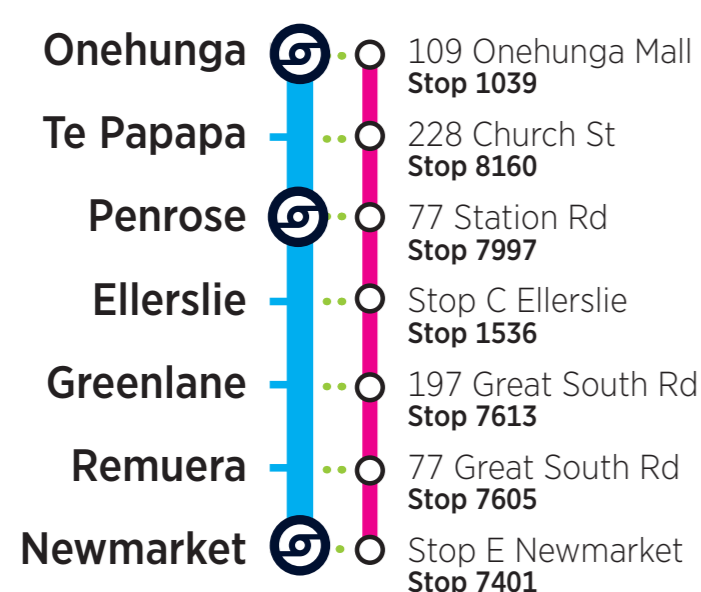 Onehunga
109 Onehunga Mall
Stop 1039
Te Papapa
228 Church St
Stop 8160
Penrose
77 Station Rd
Stop 7997
Ellerslie
Stop C Ellerslie
Stop 1536
Greenlane
197 Great South Rd
Stop 7613
Remuera
77 Great South Rd
Stop 7605
Newmarket
Stop E Newmarket
Stop 7401